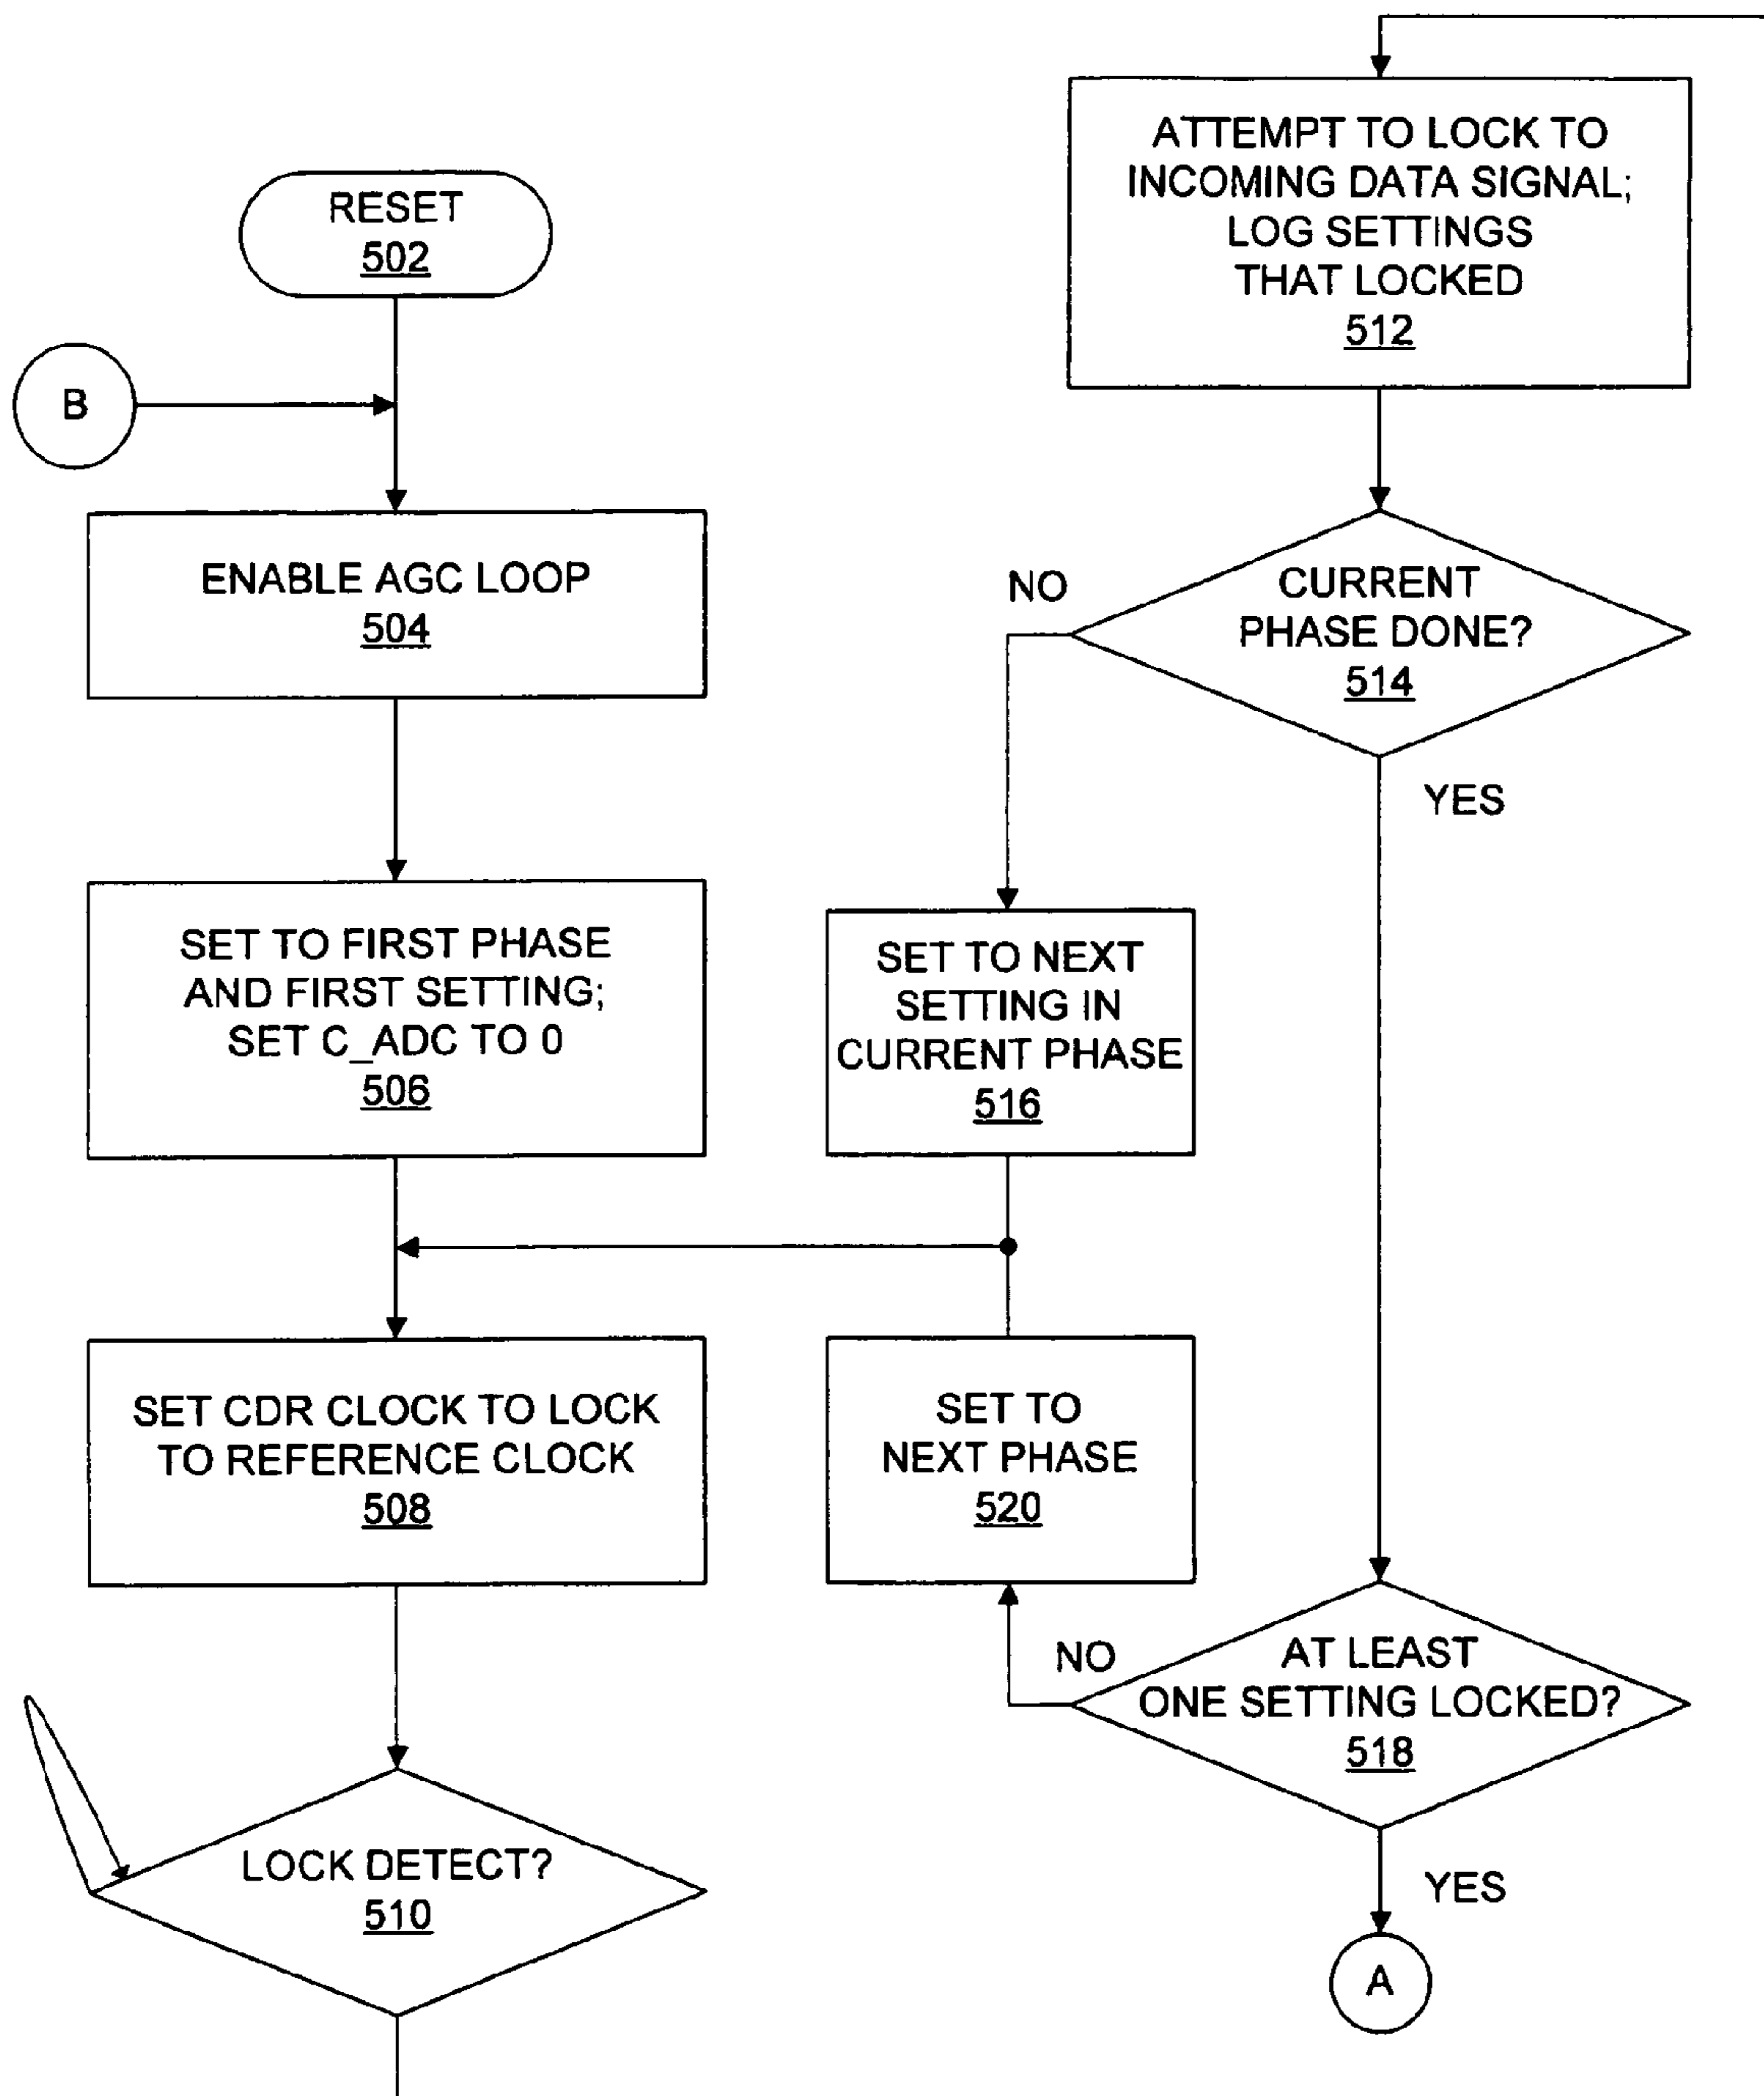 RESET
502
B
ENABLE AGC LOOP
504
SET TO FIRST PHASE
AND FIRST SETTING;
SET C_ADC TO 0
506
SET CDR CLOCK TO LOCK
TO REFERENCE CLOCK
508
LOCK DETECT?
510
ATTEMPT TO LOCK TO
INCOMING DATA SIGNAL;
LOG SETTINGS
THAT LOCKED
512
NO
CURRENT
PHASE DONE?
514
YES
SET TO NEXT
SETTING IN
CURRENT PHASE
516
SET TO
NEXT PHASE
520
NO
AT LEAST
ONE SETTING LOCKED?
518
YES
A